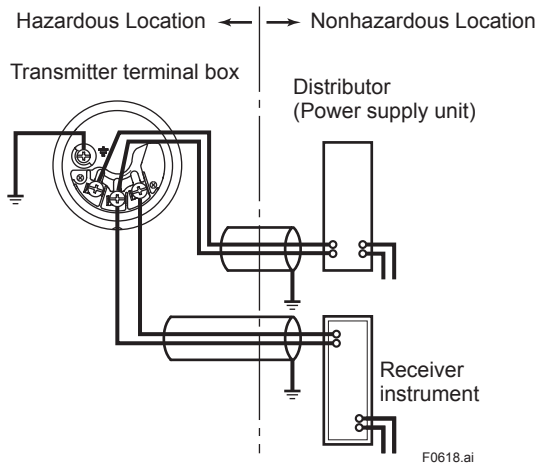 Hazardous Location
Nonhazardous Location
Transmitter terminal box
Distributor
(Power supply unit)
Receiver
instrument
F0618.ai